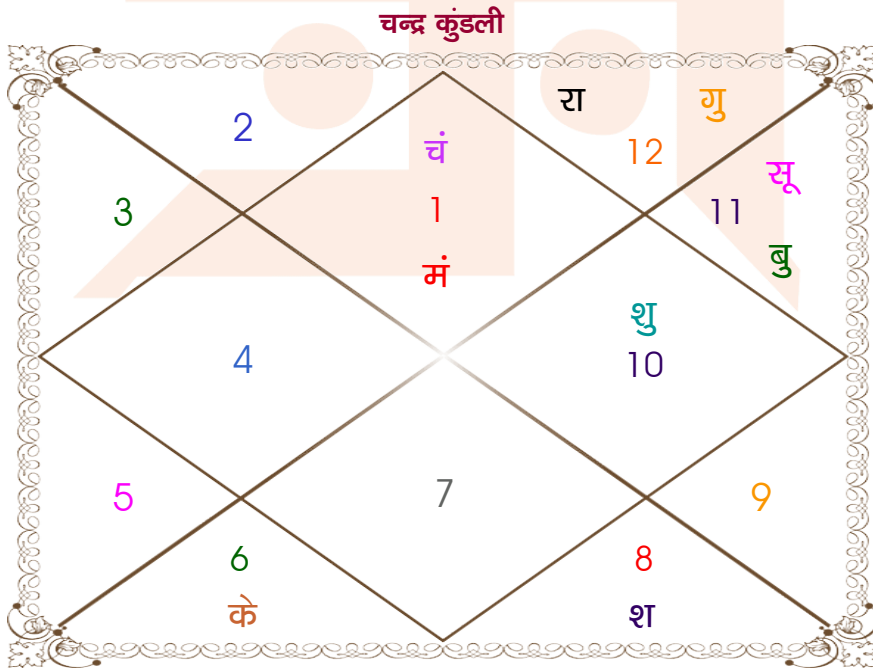 चन्द्र कुंडली
रा गु
2 चं 12
सू
3 1 11
मं बु
शु
4 10
5 7 9
6 8
के श